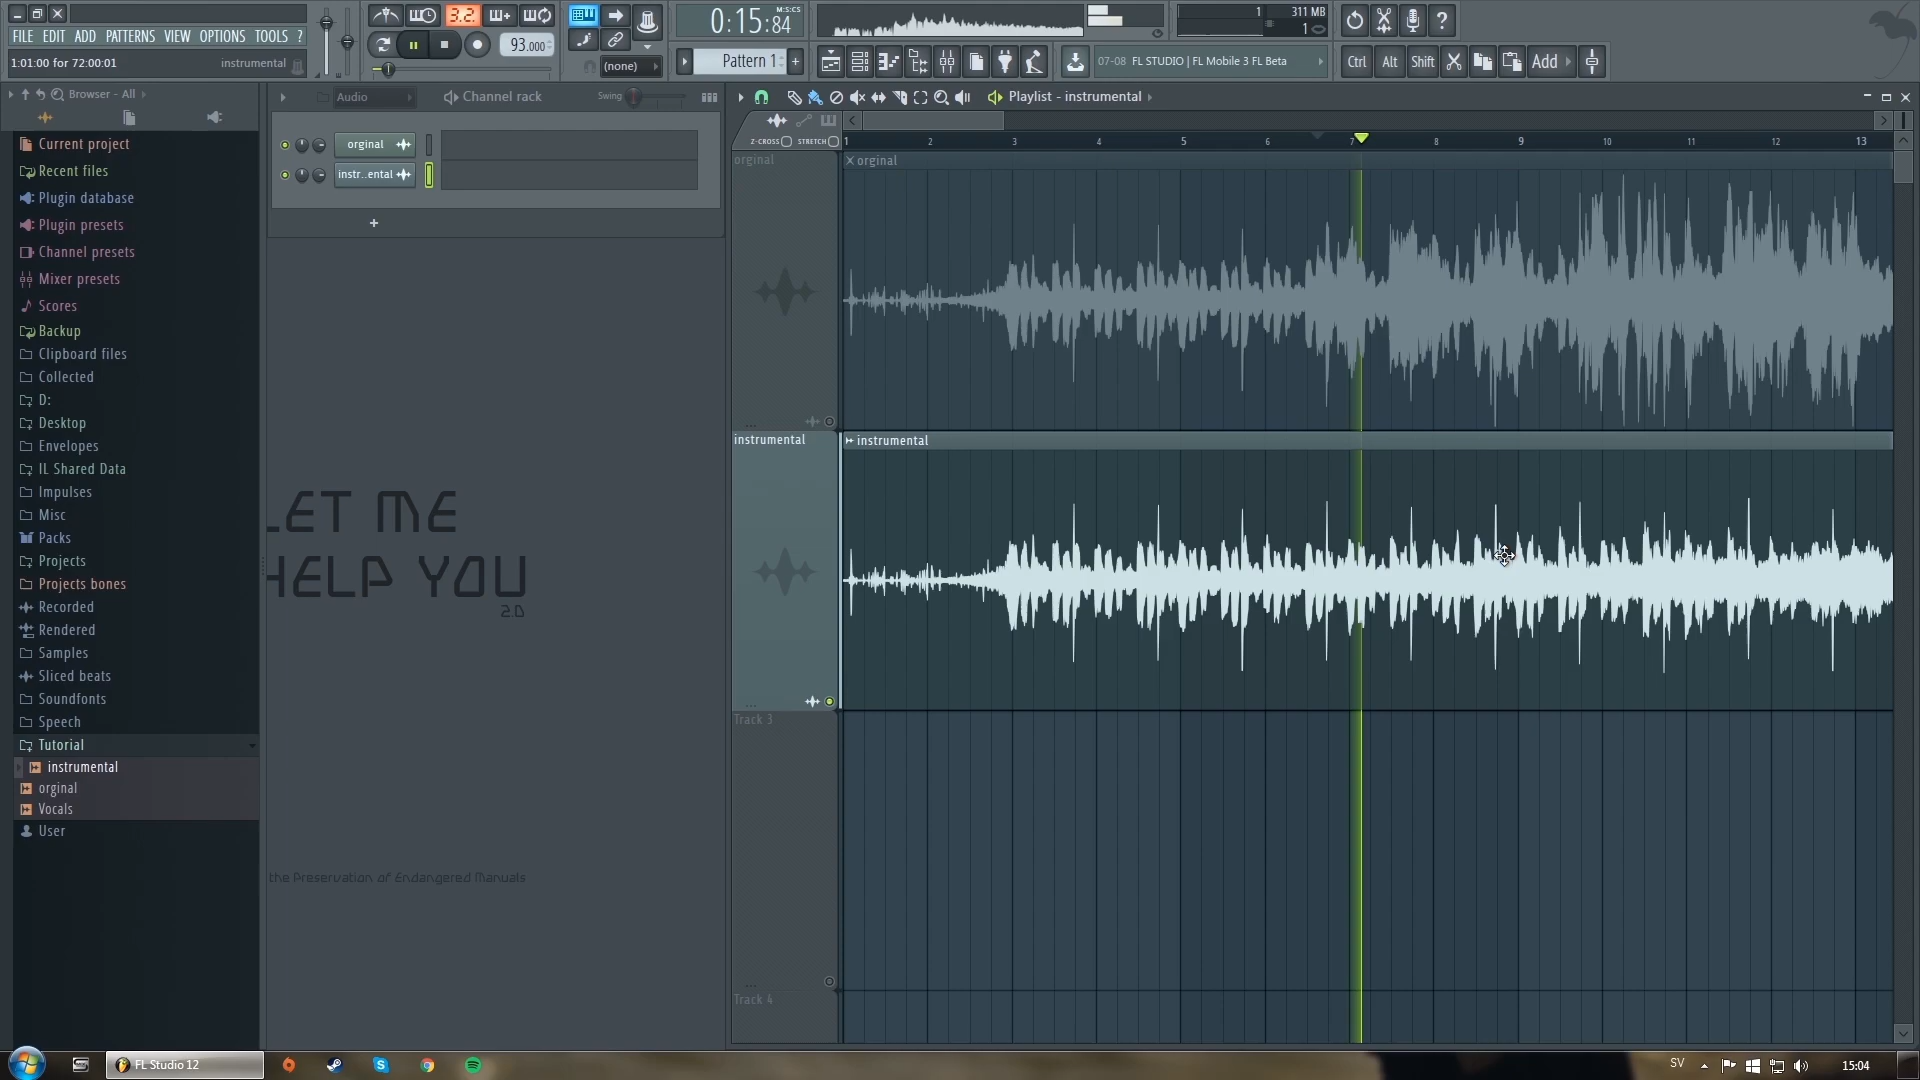 FILE EDIT ADD PATTERNS VIEW OPTIONS TOOLS ?
1:01:00 for 72:00:01 instrumental
3.2.
93.000
(none)
0:15:84 M:S:CS
Pattern 1
1 311 MB
1
07-08 FL STUDIO | FL Mobile 3 FL Beta
Ctrl Alt Shift Add
Browser - All
Current project
Recent files
Plugin database
Plugin presets
Channel presets
Mixer presets
Scores
Backup
Clipboard files
Collected
D:
Desktop
Envelopes
IL Shared Data
Impulses
Misc
Packs
Projects
Projects bones
Recorded
Rendered
Samples
Sliced beats
Soundfonts
Speech
Tutorial
instrumental
orginal
Vocals
User
Audio Channel rack Swing
orginal
instr..ental
+
LET ME
HELP YOU
2.0
the Preservation of Endangered Manuals
Playlist - instrumental
Z-CROSS STRETCH
1 2 3 4 5 6 7 8 9 10 11 12 13
orginal
orginal
instrumental
instrumental
Track 3
Track 4
FL Studio 12
SV
15:04